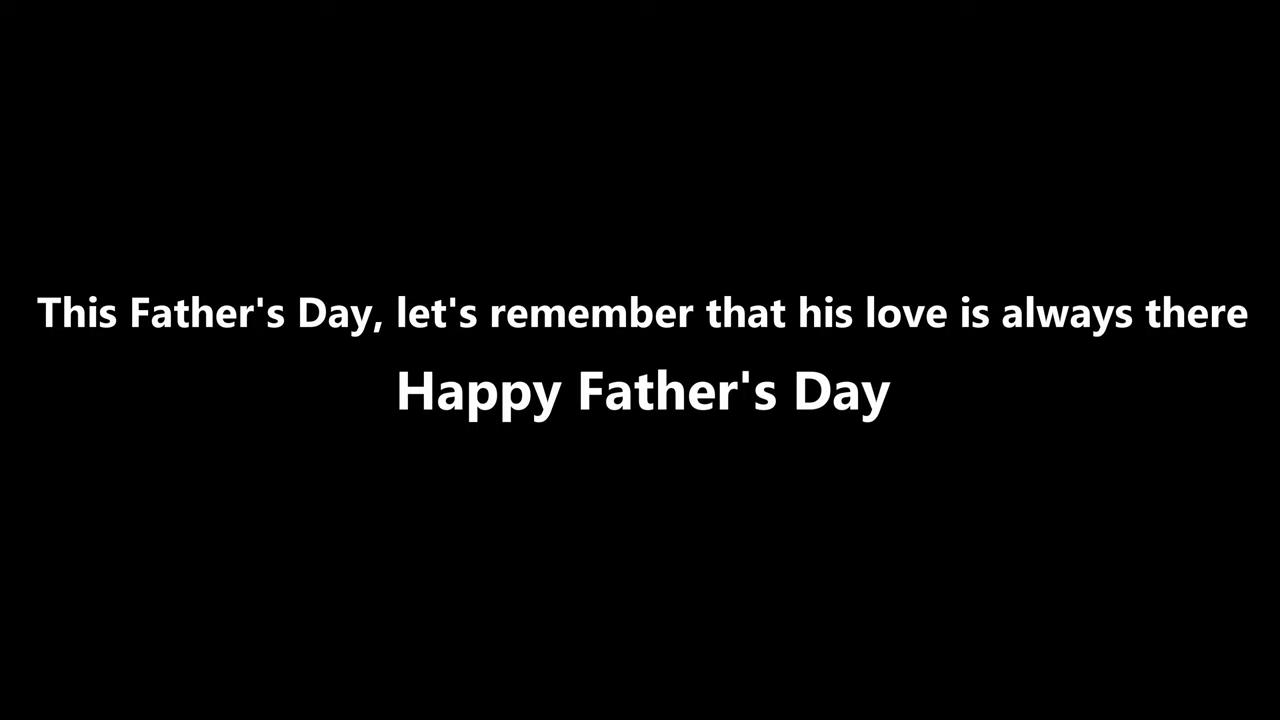 This Father's Day, let's remember that his love is always there
Happy Father's Day